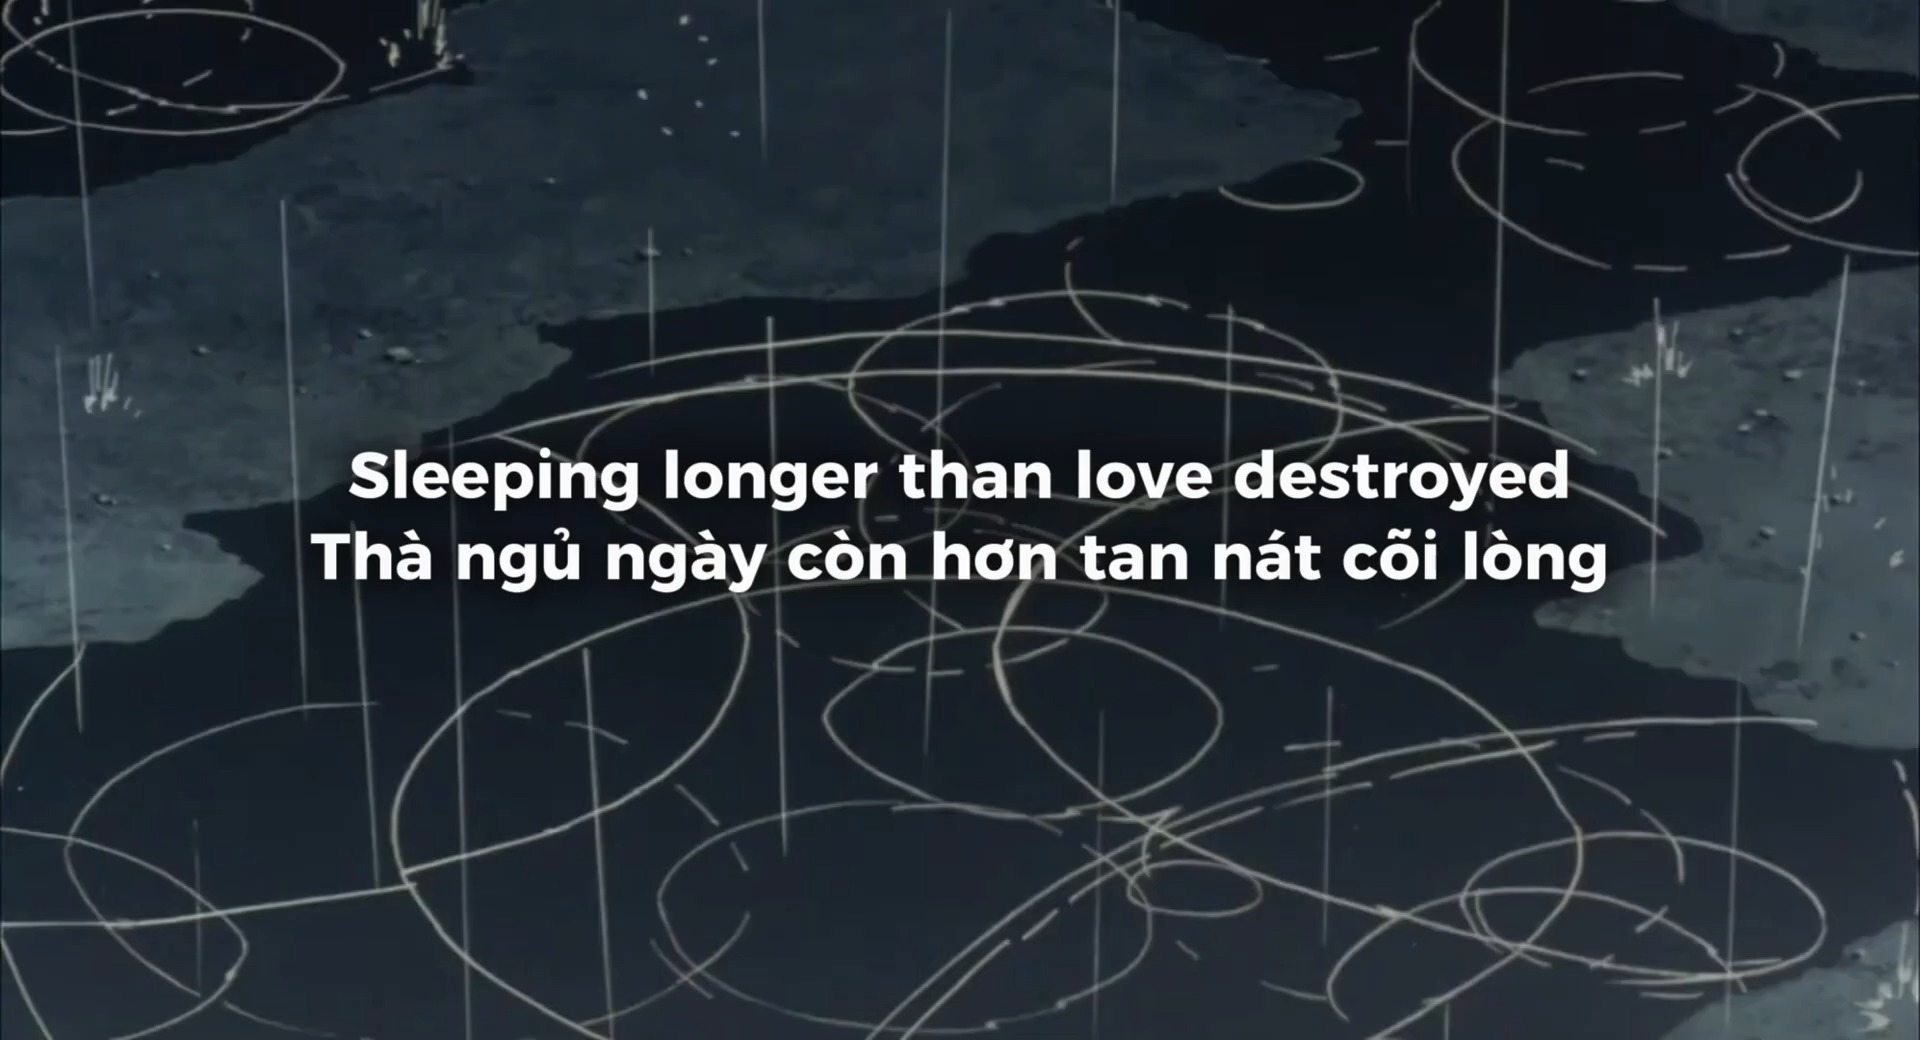 Sleeping longer than love destroyed
Thà ngủ ngày còn hơn tan nát cõi lòng